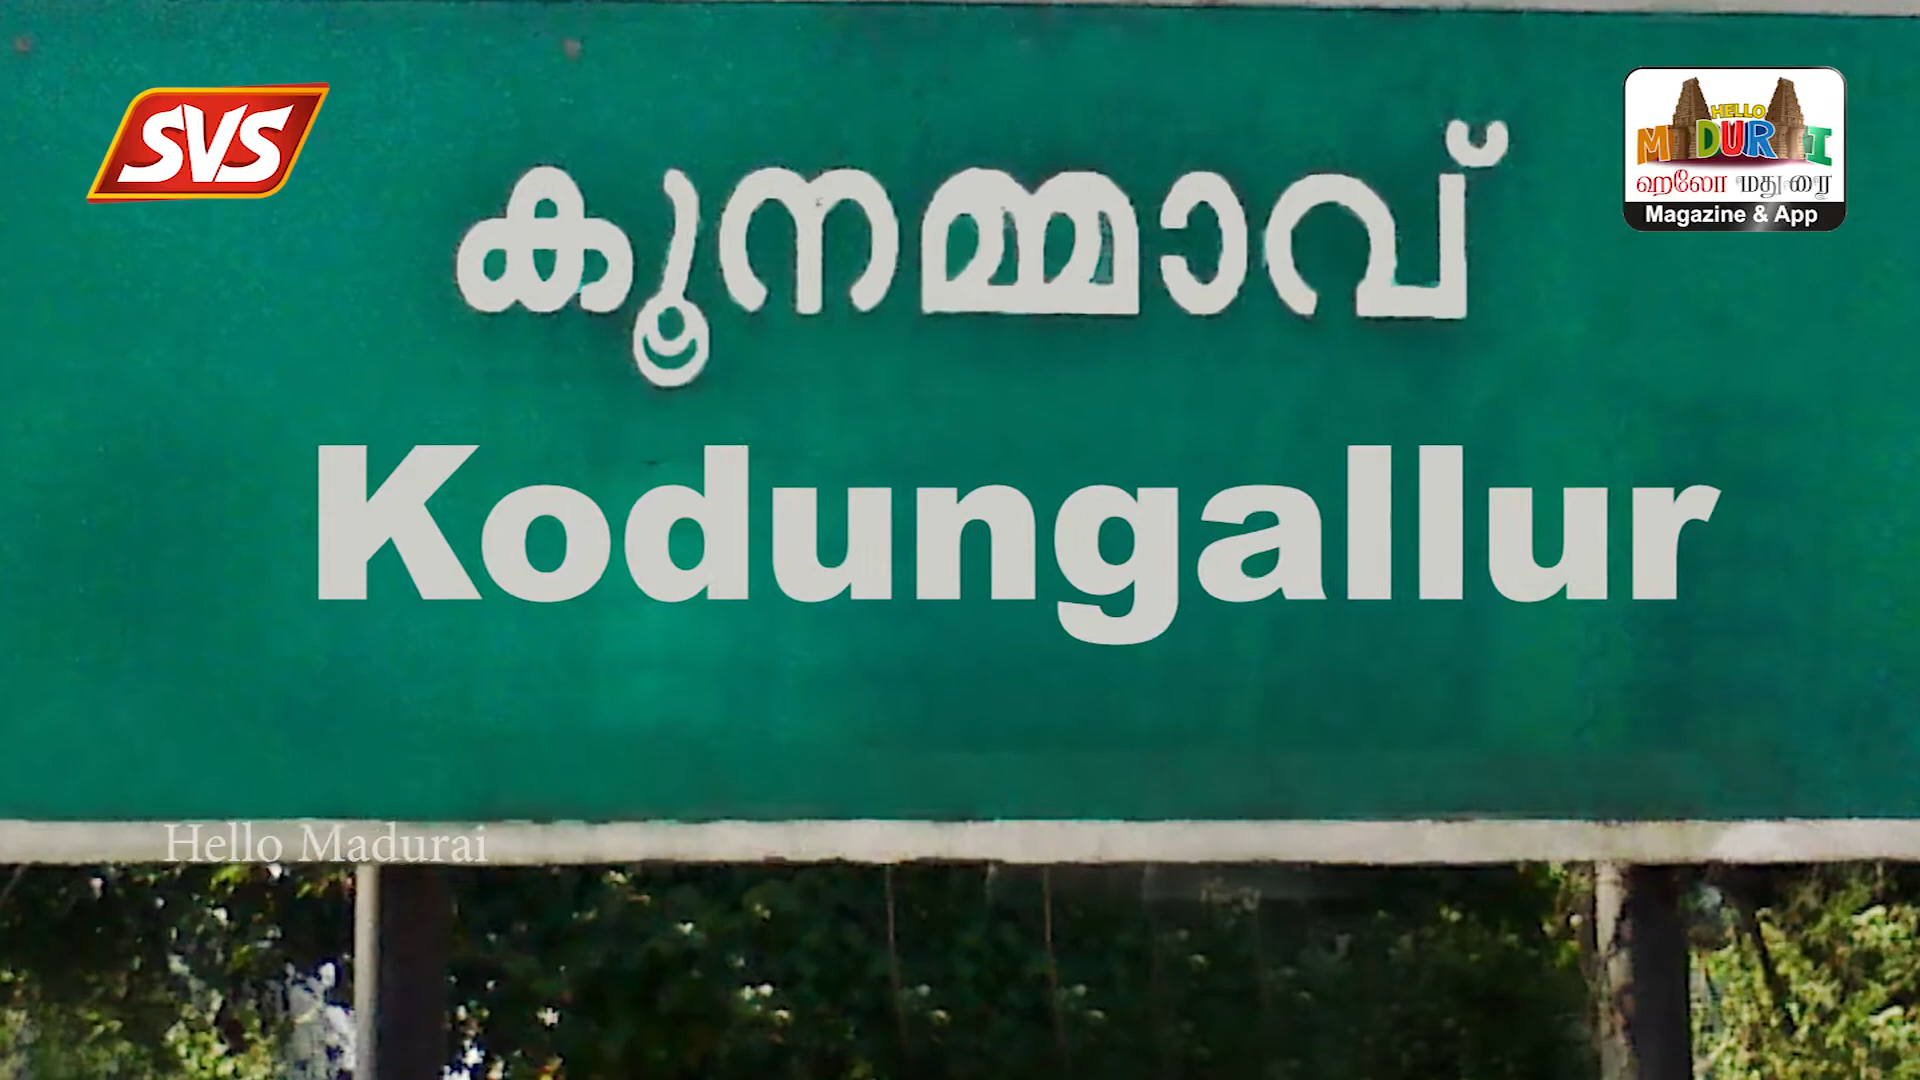 SVS
HELLO
MADURAI
ஹலோ மதுரை
Magazine & App
കൂനമ്മാവ്
Kodungallur
Hello Madurai